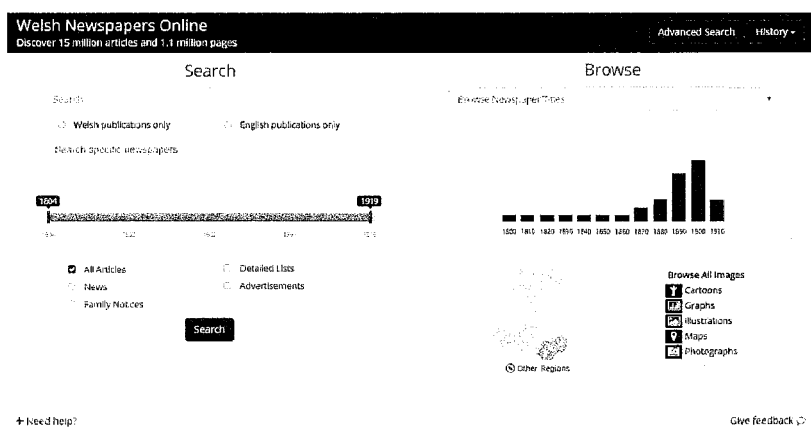 Welsh Newspapers Online
Discover 15 million articles and 1.1 million pages
Advanced Search
History
Search
Search
Welsh publications only
English publications only
Search specific newspapers
1804
1919
All Articles
News
Family Notices
Detailed Lists
Advertisements
Search
Browse
Browse Newspaper Titles
1800 1810 1820 1830 1840 1850 1860 1870 1880 1890 1900 1910
Other Regions
Browse All Images
Cartoons
Graphs
Illustrations
Maps
Photographs
+ Need help?
Give feedback